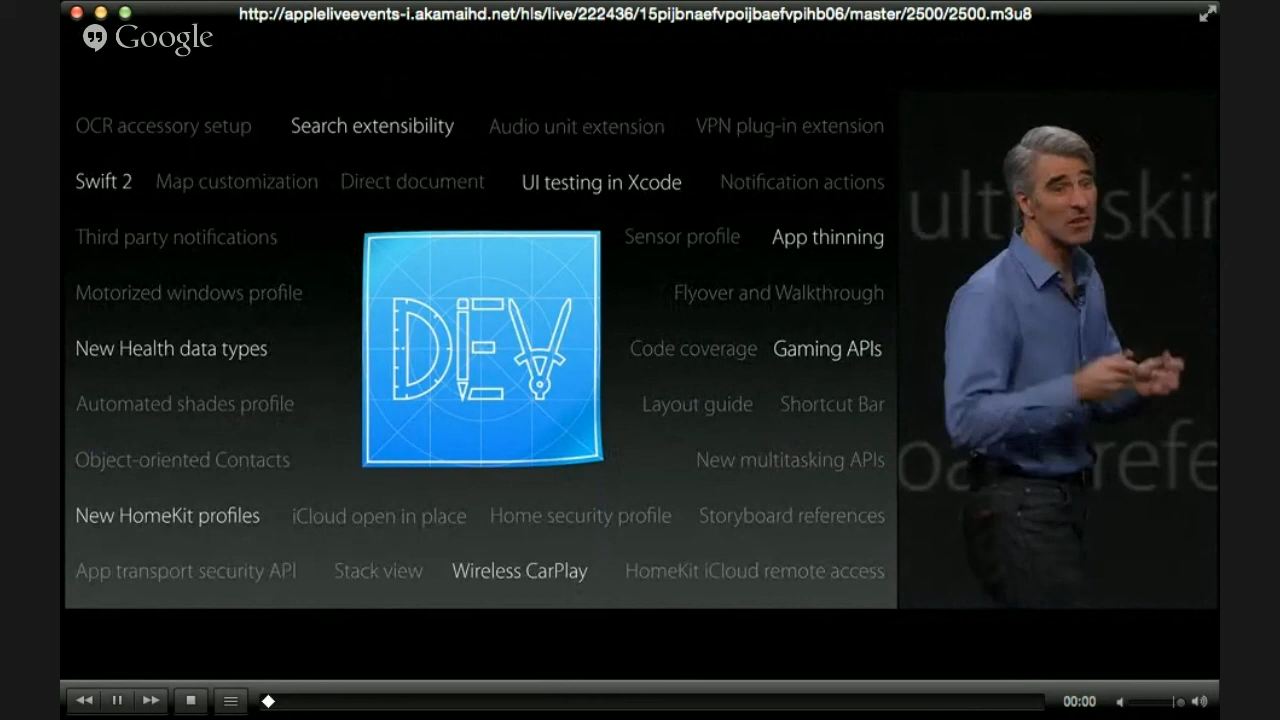 http://appleliveevents-i.akamaihd.net/hls/live/222436/15pijbnaefvpoijbaefvpihb06/master/2500/2500.m3u8
Google
OCR accessory setup Search extensibility Audio unit extension VPN plug-in extension
Swift 2 Map customization Direct document UI testing in Xcode Notification actions
Third party notifications Sensor profile App thinning
Motorized windows profile Flyover and Walkthrough
New Health data types Code coverage Gaming APIs
Automated shades profile Layout guide Shortcut Bar
Object-oriented Contacts New multitasking APIs
New HomeKit profiles iCloud open in place Home security profile Storyboard references
App transport security API Stack view Wireless CarPlay HomeKit iCloud remote access
DEV
00:00